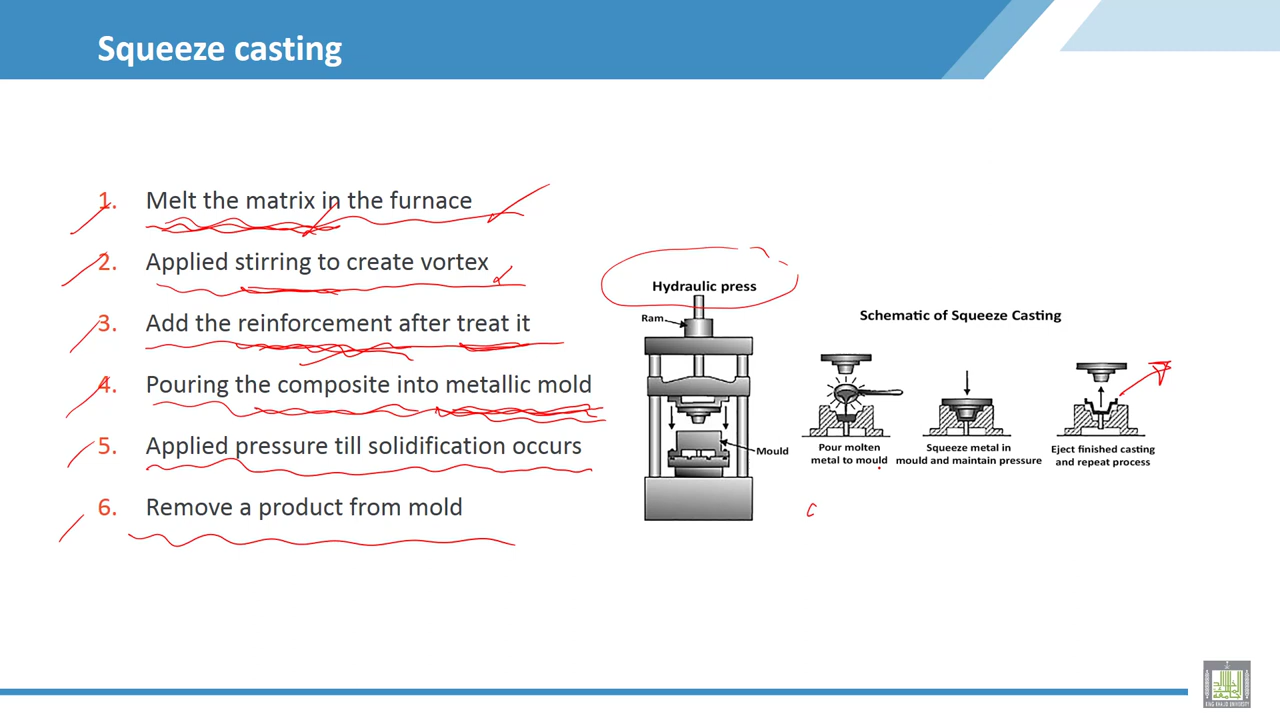 Squeeze casting
1. Melt the matrix in the furnace
2. Applied stirring to create vortex
3. Add the reinforcement after treat it
4. Pouring the composite into metallic mold
5. Applied pressure till solidification occurs
6. Remove a product from mold
Hydraulic press
Ram
Mould
Schematic of Squeeze Casting
Pour molten
metal to mould
Squeeze metal in
mould and maintain pressure
Eject finished casting
and repeat process
KING KHALID UNIVERSITY